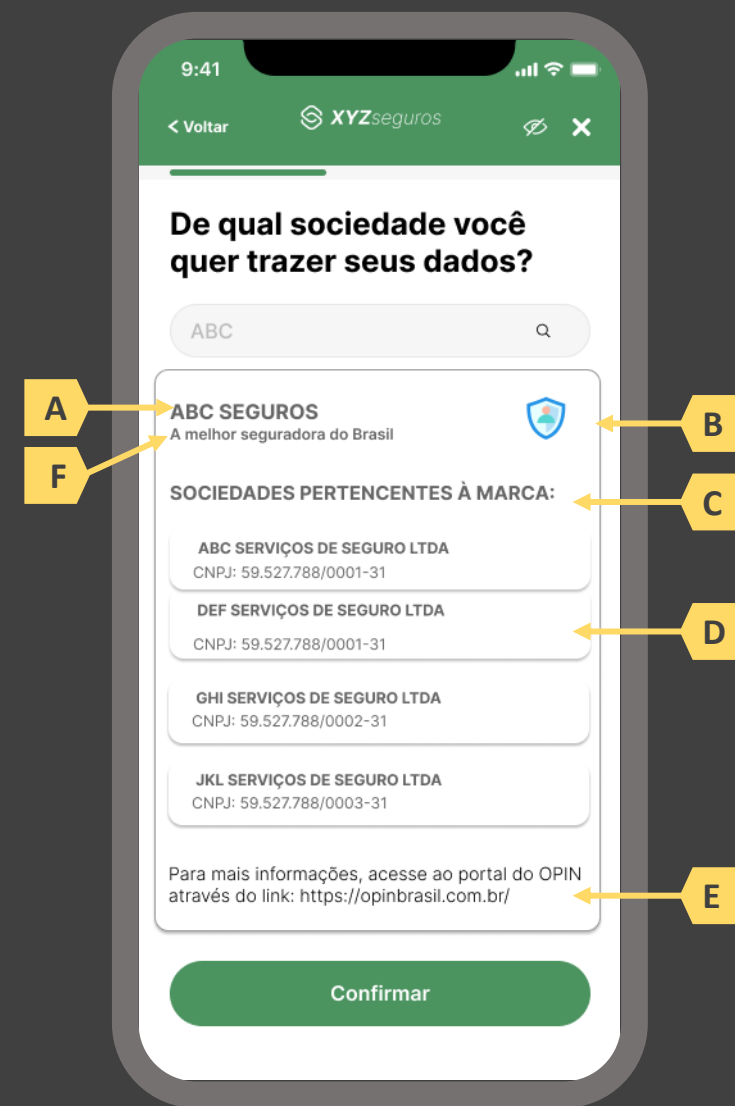 9:41
< Voltar
XYZseguros
De qual sociedade você
quer trazer seus dados?
ABC
A
ABC SEGUROS
B
F
A melhor seguradora do Brasil
SOCIEDADES PERTENCENTES À MARCA:
C
ABC SERVIÇOS DE SEGURO LTDA
CNPJ: 59.527.788/0001-31
DEF SERVIÇOS DE SEGURO LTDA
D
CNPJ: 59.527.788/0001-31
GHI SERVIÇOS DE SEGURO LTDA
CNPJ: 59.527.788/0002-31
JKL SERVIÇOS DE SEGURO LTDA
CNPJ: 59.527.788/0003-31
Para mais informações, acesse ao portal do OPIN
através do link: https://opinbrasil.com.br/
E
Confirmar